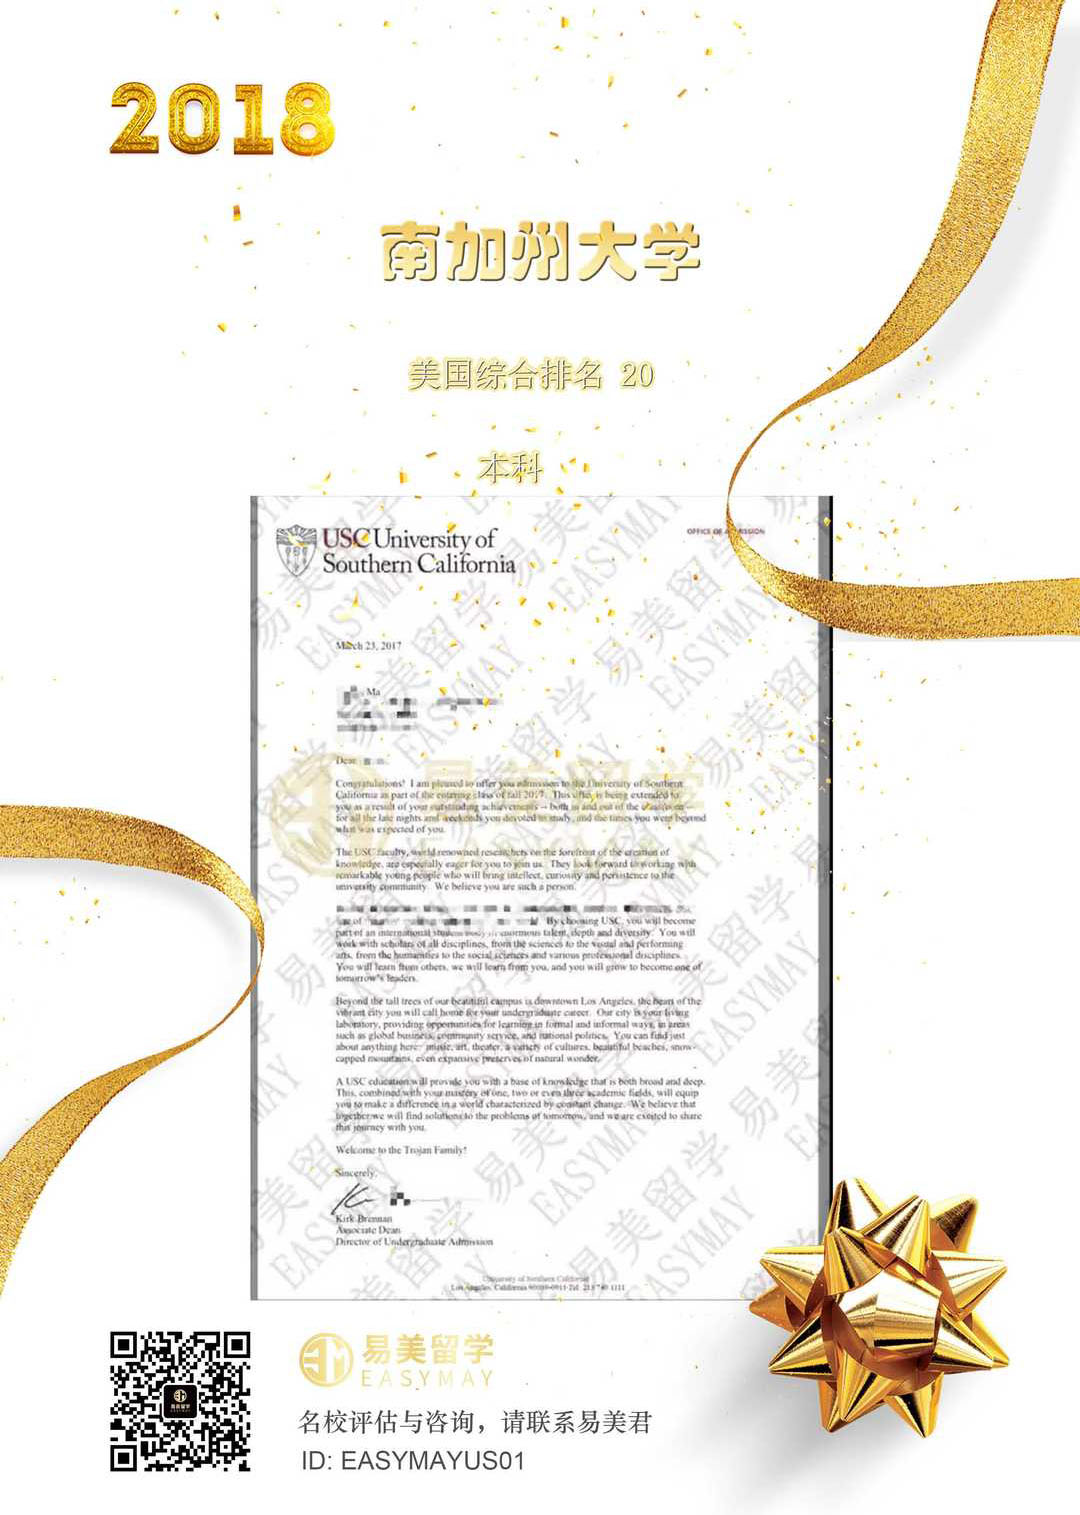 2018
南加州大学
美国综合排名 20
本科
USC University of
Southern California
OFFICE OF ADMISSION
March 23, 2017
Ma
Dear
Congratulations! I am pleased to offer you admission to the University of Southern
California as part of the entering class of fall 2017. This offer is being extended to
you as a result of your outstanding achievements -- both in and out of the classroom --
for all the late nights and weekends you devoted to study, and the times you went beyond
what was expected of you.
The USC faculty, world renowned researchers on the forefront of the creation of
knowledge, are especially eager for you to join us. They look forward to working with
remarkable young people who will bring intellect, curiosity and persistence to the
university community. We believe you are such a person.
By choosing USC, you will become
part of an international student body of enormous talent, depth and diversity. You will
work with scholars of all disciplines, from the sciences to the visual and performing
arts, from the humanities to the social sciences and various professional disciplines.
You will learn from others, we will learn from you, and you will grow to become one of
tomorrow's leaders.
Beyond the tall trees of our beautiful campus is downtown Los Angeles, the heart of the
vibrant city you will call home for your undergraduate career. Our city is your living
laboratory, providing opportunities for learning in formal and informal ways, in areas
such as global business, community service, and national politics. You can find just
about anything here: music, art, theater, a variety of cultures, beautiful beaches, snow-
capped mountains, even expansive preserves of natural wonder.
A USC education will provide you with a base of knowledge that is both broad and deep.
This, combined with your mastery of one, two or even three academic fields, will equip
you to make a difference in a world characterized by constant change. We believe that
together we will find solutions to the problems of tomorrow, and we are excited to share
this journey with you.
Welcome to the Trojan Family!
Sincerely,
Kirk Brennan
Associate Dean
Director of Undergraduate Admission
University of Southern California
Los Angeles, California 90089-0911 Tel 213 740 1111
易美留学
EASYMAY
名校评估与咨询，请联系易美君
ID: EASYMAYUS01